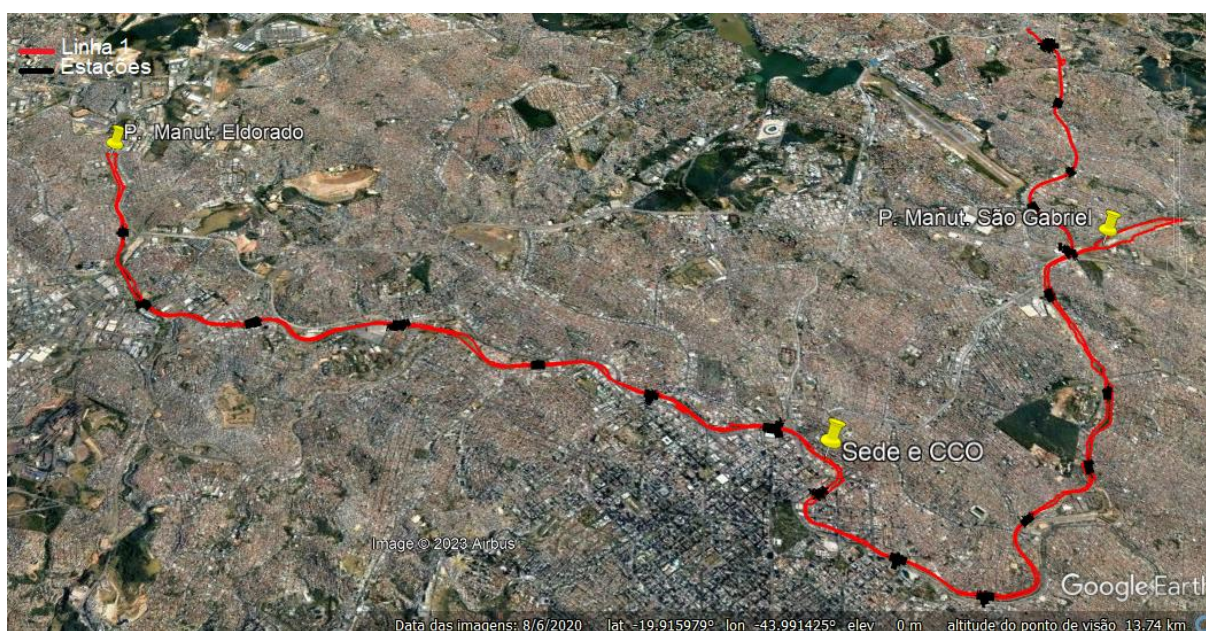 Linha 1
Estações
P. Manut. Eldorado
P. Manut. São Gabriel
Sede e CCO
Image © 2023 Airbus
Google Earth
Data das imagens: 8/6/2020 lat -19.915979° lon -43.991425° elev 0 m altitude do ponto de visão 13.74 km